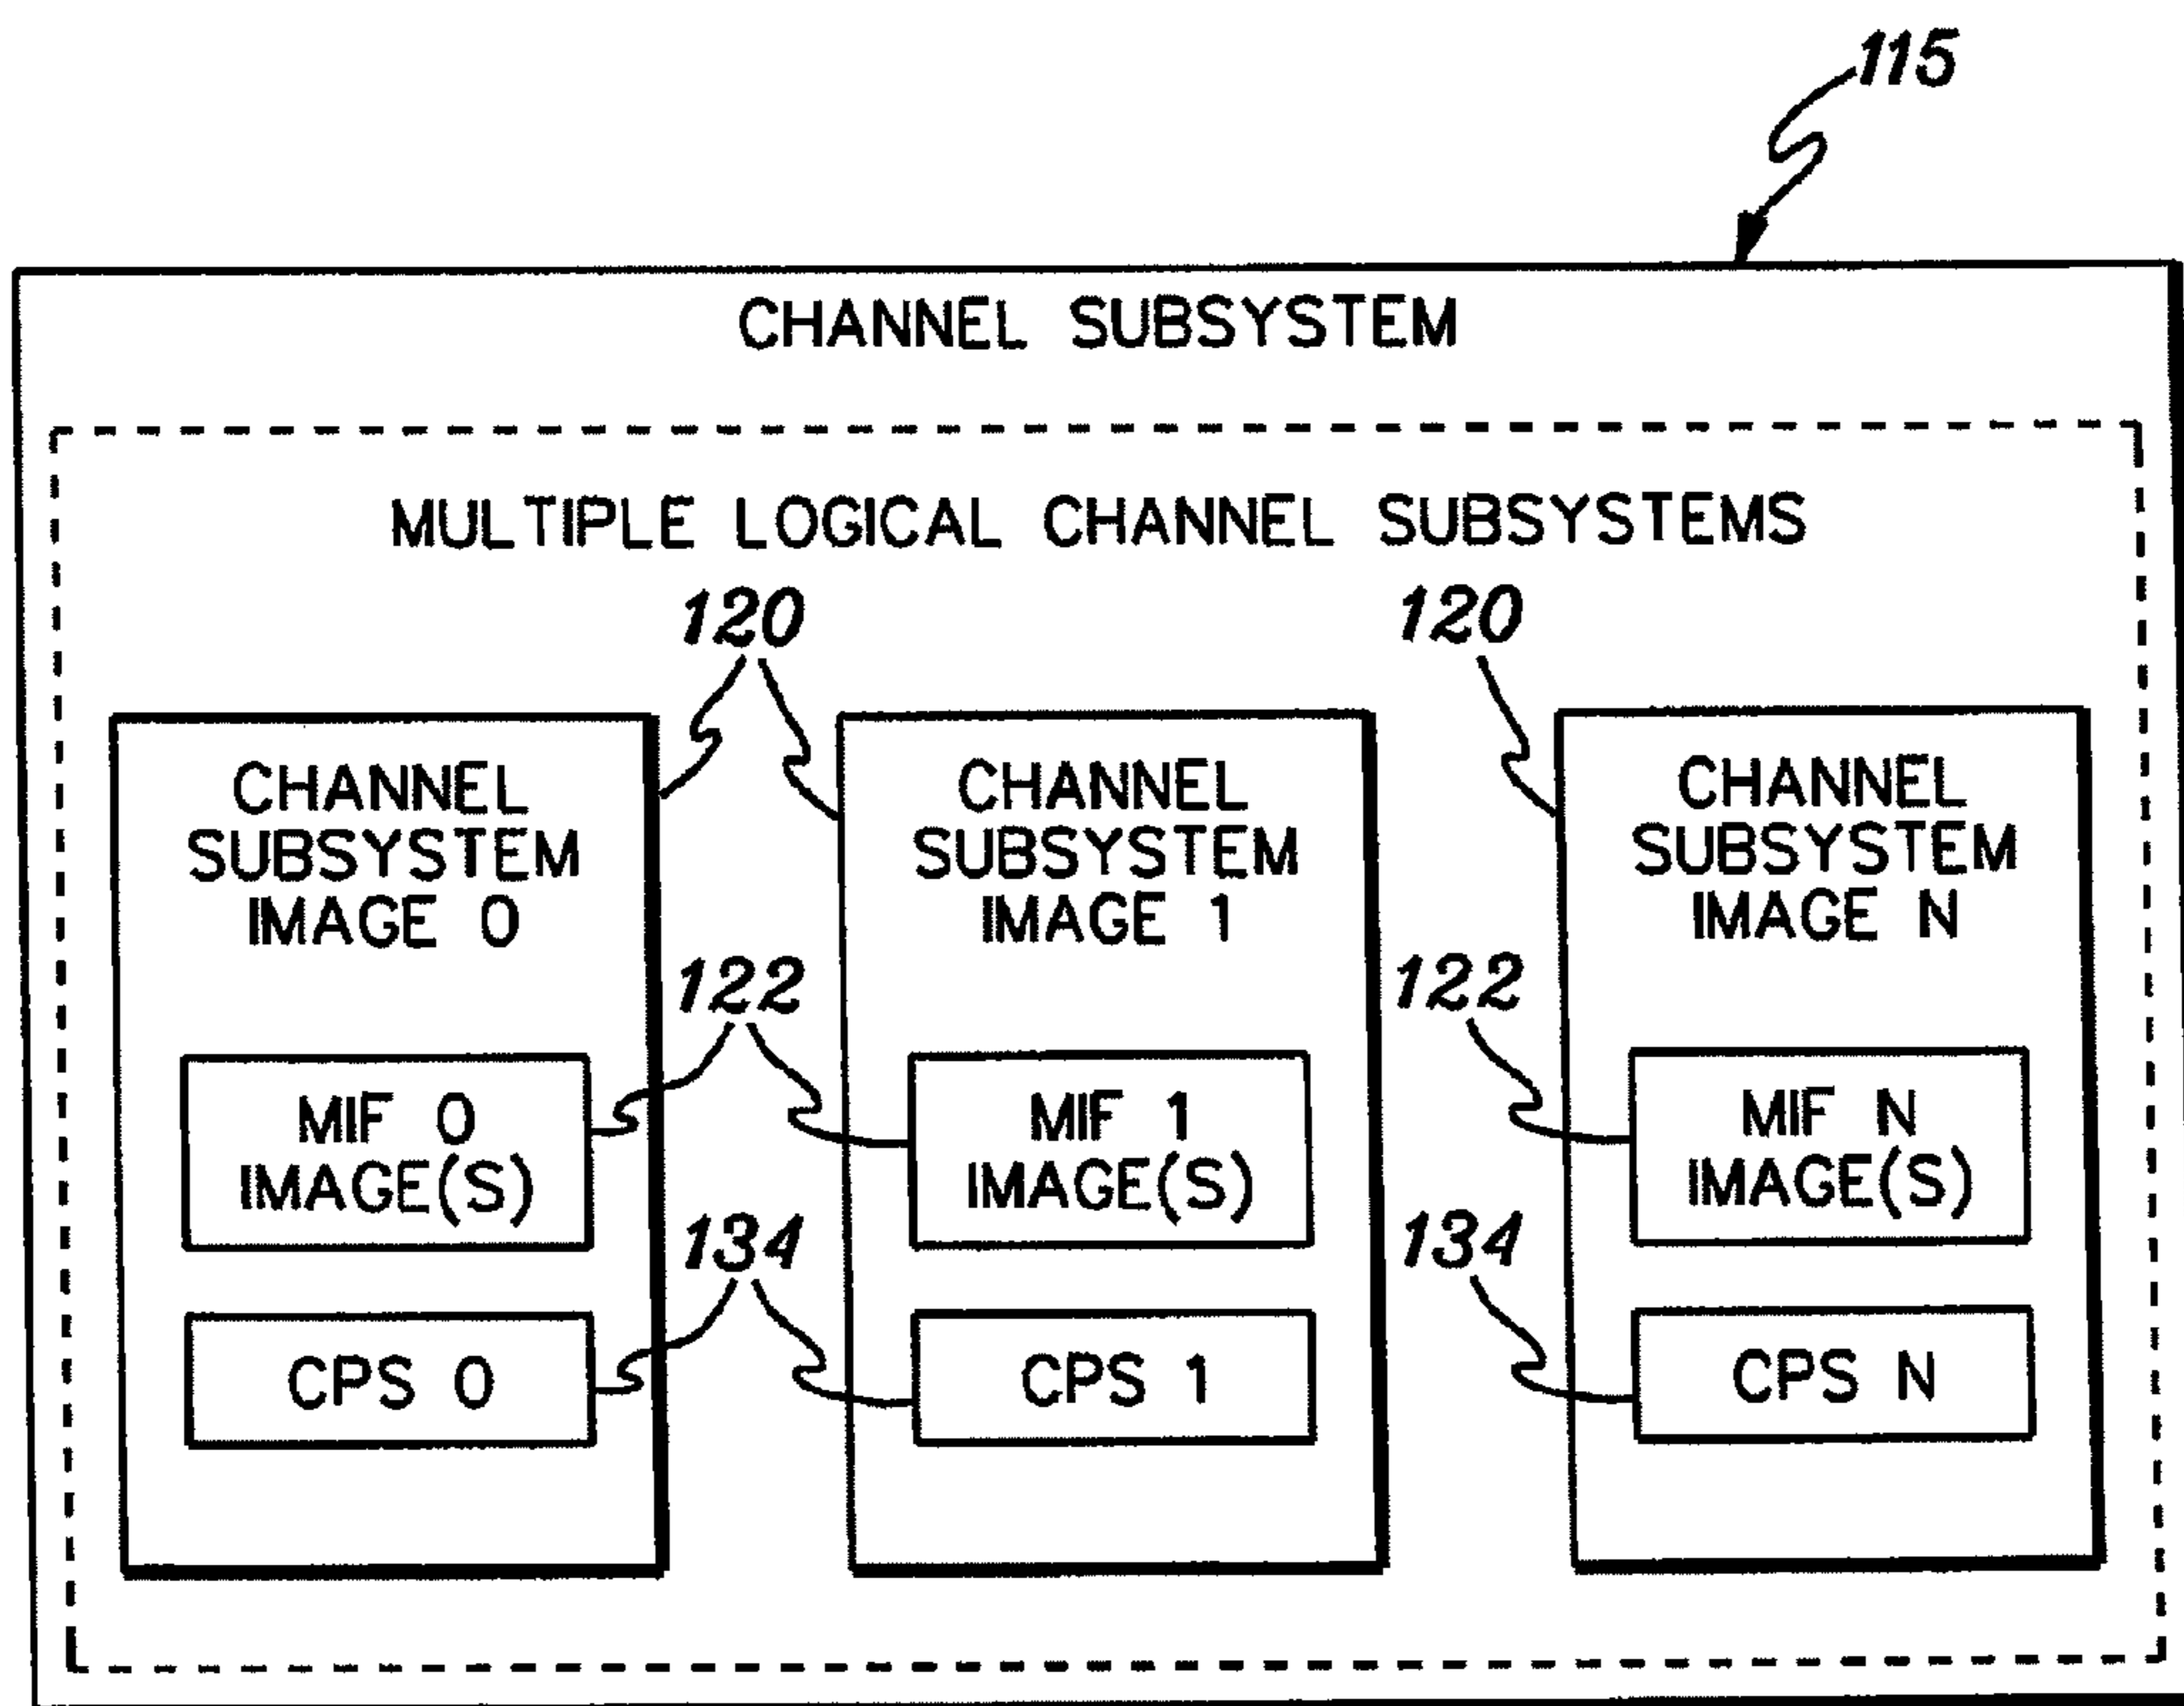 115
CHANNEL SUBSYSTEM
MULTIPLE LOGICAL CHANNEL SUBSYSTEMS
120
120
CHANNEL
SUBSYSTEM
IMAGE 0
CHANNEL
SUBSYSTEM
IMAGE 1
CHANNEL
SUBSYSTEM
IMAGE N
122
122
MIF 0
IMAGE(S)
MIF 1
IMAGE(S)
MIF N
IMAGE(S)
134
134
CPS 0
CPS 1
CPS N